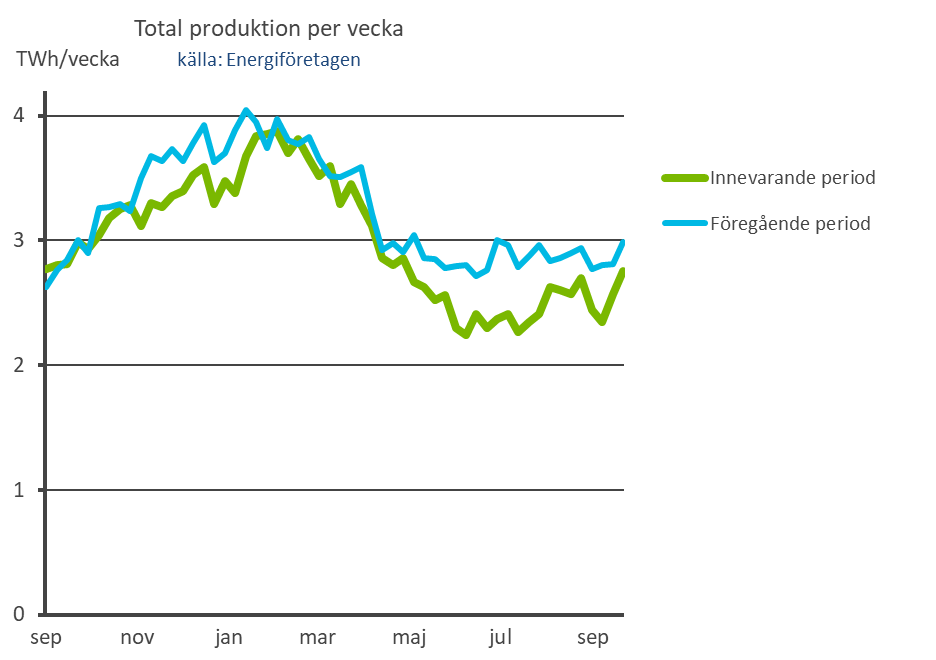 Total produktion per vecka
TWh/vecka
källa: Energiföretagen
4
3
2
1
0
sep nov jan mar maj jul sep
Innevarande period
Föregående period